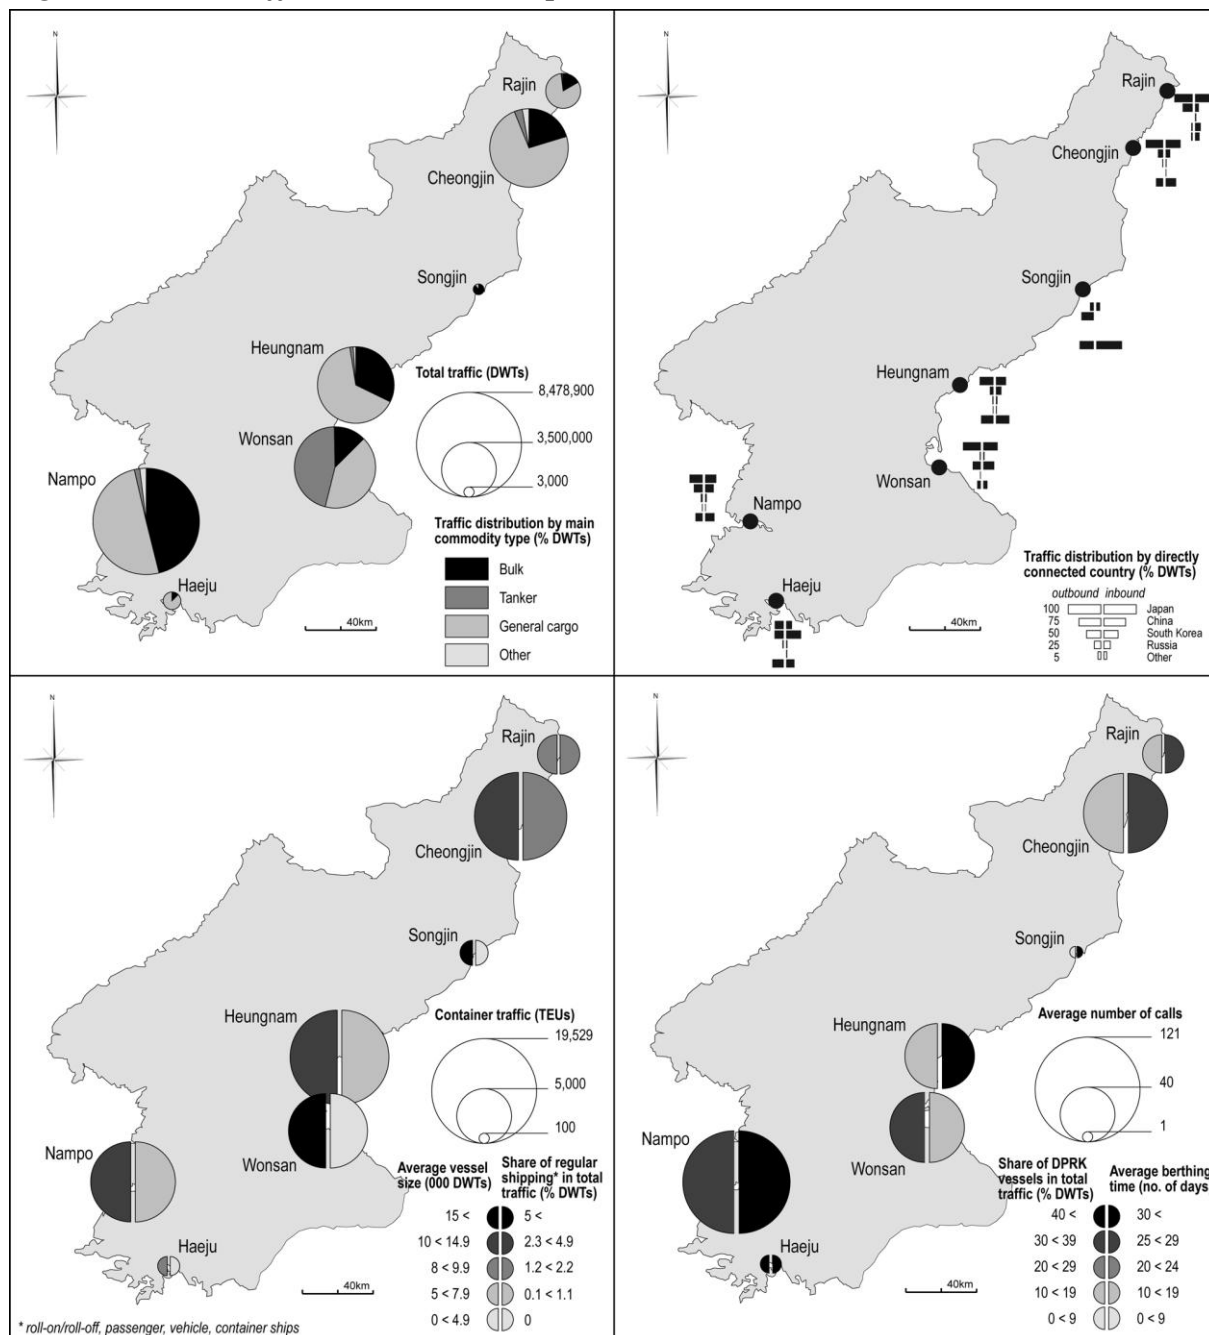 N
Rajin
Cheongjin
Songjin
Heungnam
Wonsan
Nampo
Haeju
Total traffic (DWTs)
8,478,900
3,500,000
3,000
Traffic distribution by main
commodity type (% DWTs)
Bulk
Tanker
General cargo
Other
40km
N
Rajin
Cheongjin
Songjin
Heungnam
Wonsan
Nampo
Haeju
Traffic distribution by directly
connected country (% DWTs)
outbound inbound
100 Japan
75 China
50 South Korea
25 Russia
5 Other
40km
N
Rajin
Cheongjin
Songjin
Heungnam
Wonsan
Nampo
Haeju
Container traffic (TEUs)
19,529
5,000
100
Average vessel
size (000 DWTs)
Share of regular
shipping* in total
traffic (% DWTs)
15 < 5 <
10 < 14.9 2.3 < 4.9
8 < 9.9 1.2 < 2.2
5 < 7.9 0.1 < 1.1
0 < 4.9 0
40km
* roll-on/roll-off, passenger, vehicle, container ships
N
Rajin
Cheongjin
Songjin
Heungnam
Wonsan
Nampo
Haeju
Average number of calls
121
40
1
Share of DPRK
vessels in total
traffic (% DWTs)
Average berthing
time (no. of days
40 < 30 <
30 < 39 25 < 29
20 < 29 20 < 24
10 < 19 10 < 19
0 < 9 0 < 9
40km